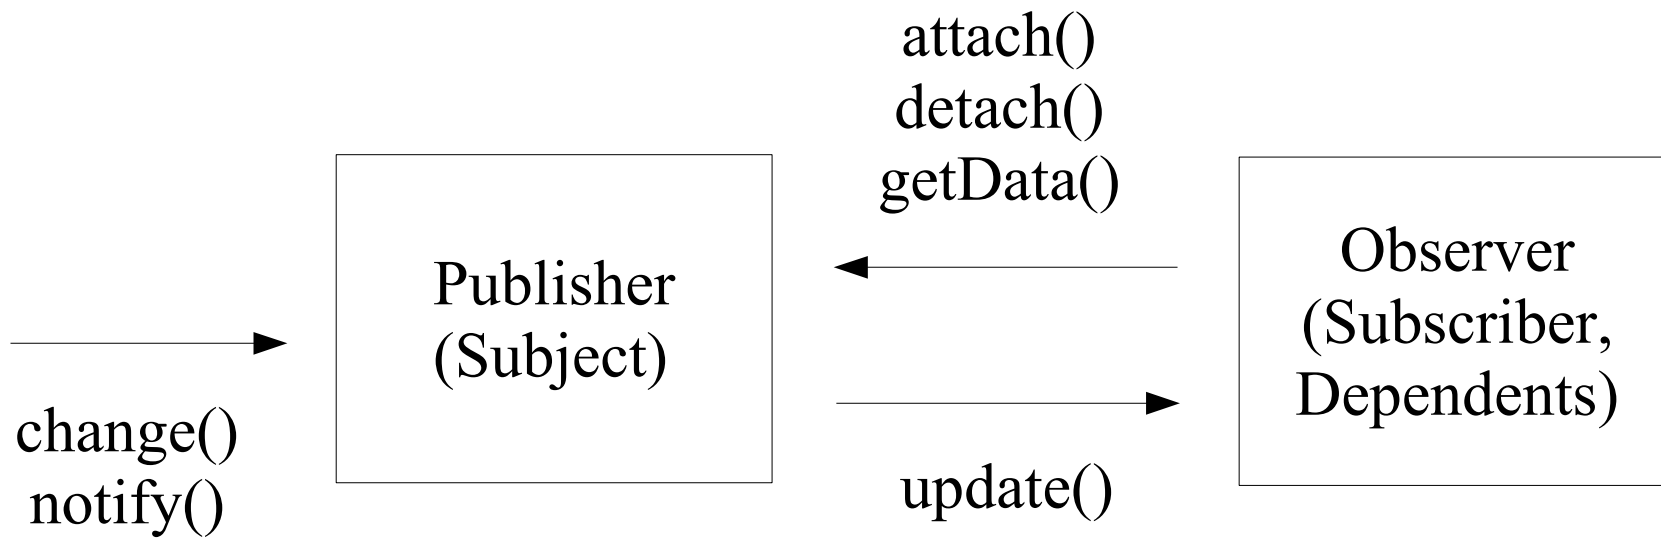 attach()
detach()
getData()
Publisher
(Subject)
Observer
(Subscriber,
Dependents)
change()
notify()
update()